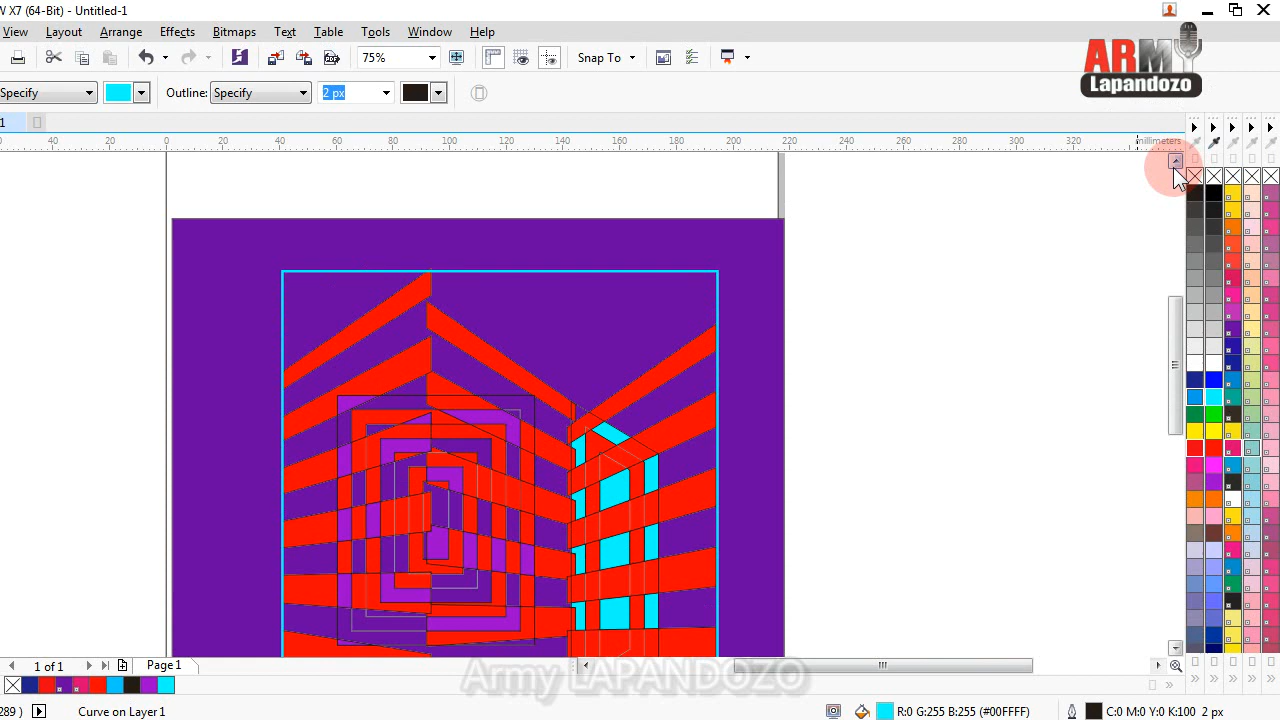 W X7 (64-Bit) - Untitled-1
View Layout Arrange Effects Bitmaps Text Table Tools Window Help
75% Snap To
ARMY
Lapandozo
Specify Outline: Specify 2 px
1
20 0 20 40 60 80 100 120 140 160 180 200 220 240 260 280 300 320 millimeters
1 of 1 Page 1
Army LAPANDOZO
289 ) Curve on Layer 1 R:0 G:255 B:255 (#00FFFF) C:0 M:0 Y:0 K:100 2 px